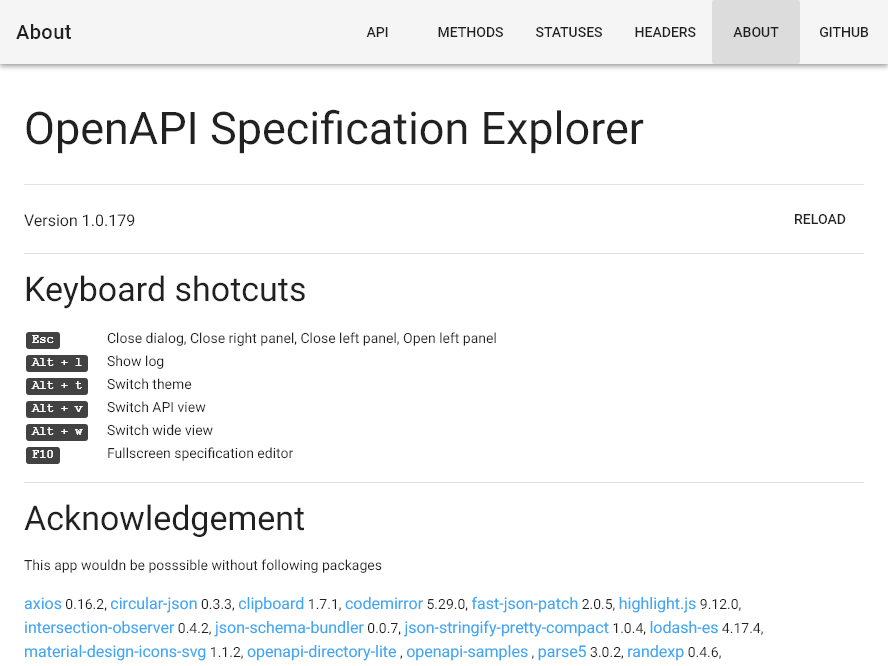 About API METHODS STATUSES HEADERS ABOUT GITHUB
OpenAPI Specification Explorer
Version 1.0.179 RELOAD
Keyboard shotcuts
Esc Close dialog, Close right panel, Close left panel, Open left panel
Alt + l Show log
Alt + t Switch theme
Alt + v Switch API view
Alt + w Switch wide view
F10 Fullscreen specification editor
Acknowledgement
This app wouldn be posssible without following packages
axios 0.16.2, circular-json 0.3.3, clipboard 1.7.1, codemirror 5.29.0, fast-json-patch 2.0.5, highlight.js 9.12.0,
intersection-observer 0.4.2, json-schema-bundler 0.0.7, json-stringify-pretty-compact 1.0.4, lodash-es 4.17.4,
material-design-icons-svg 1.1.2, openapi-directory-lite , openapi-samples , parse5 3.0.2, randexp 0.4.6,